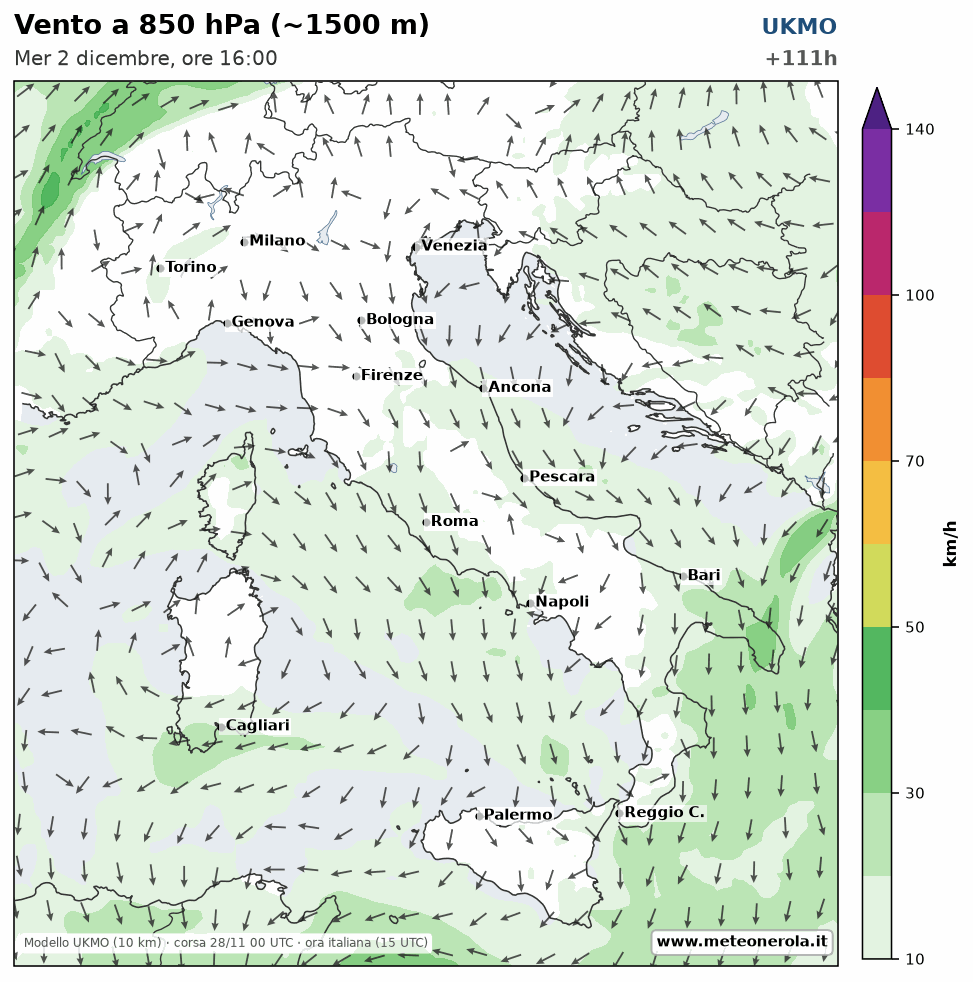 Vento a 850 hPa (~1500 m)
UKMO
Mer 2 dicembre, ore 16:00
+111h
140
Venezia
Milano
Torino
100
Bologna
Genova
Firenze
Ancona
70
Pescara
Roma
km/h
Bari
Napoli
50
Cagliari
30
Reggio C.
Palermo
www.meteonerola.it
Modello UKMO (10 km) · corsa 28/11 00 UTC · ora italiana (15 UTC)
10